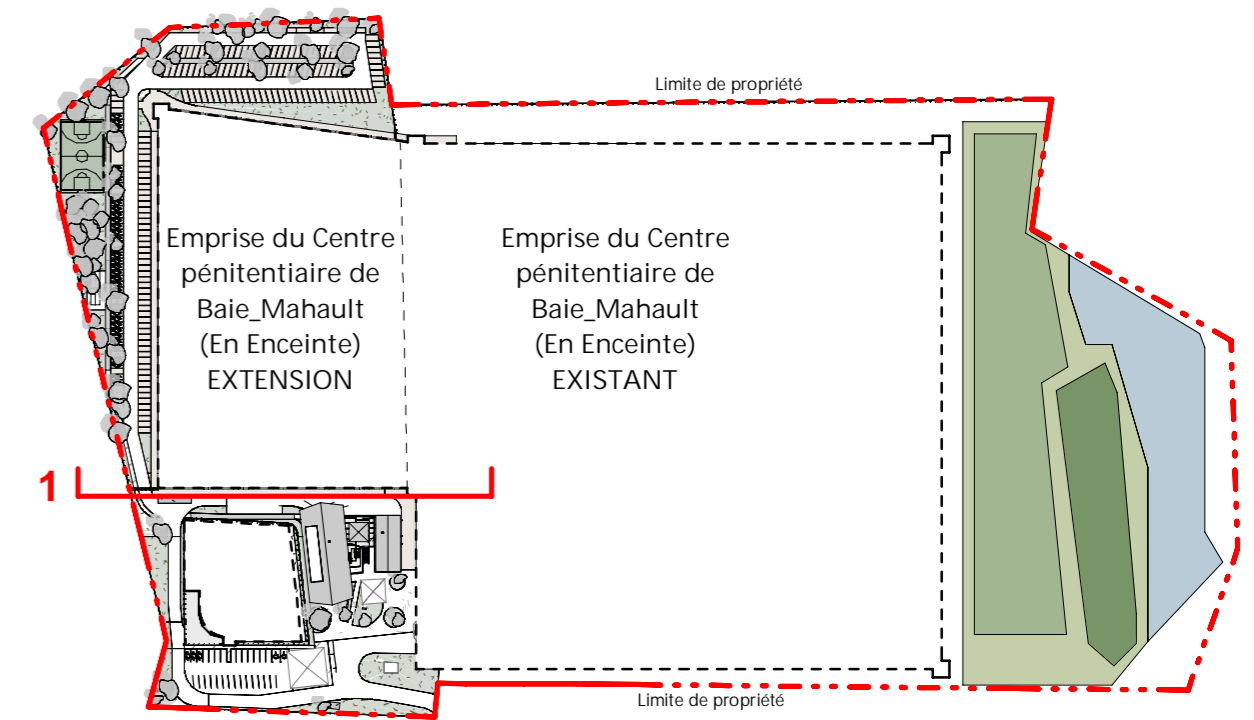 Limite de propriété
Emprise du Centre
pénitentiaire de
Baie_Mahault
(En Enceinte)
EXTENSION
Emprise du Centre
pénitentiaire de
Baie_Mahault
(En Enceinte)
EXISTANT
1
Limite de propriété